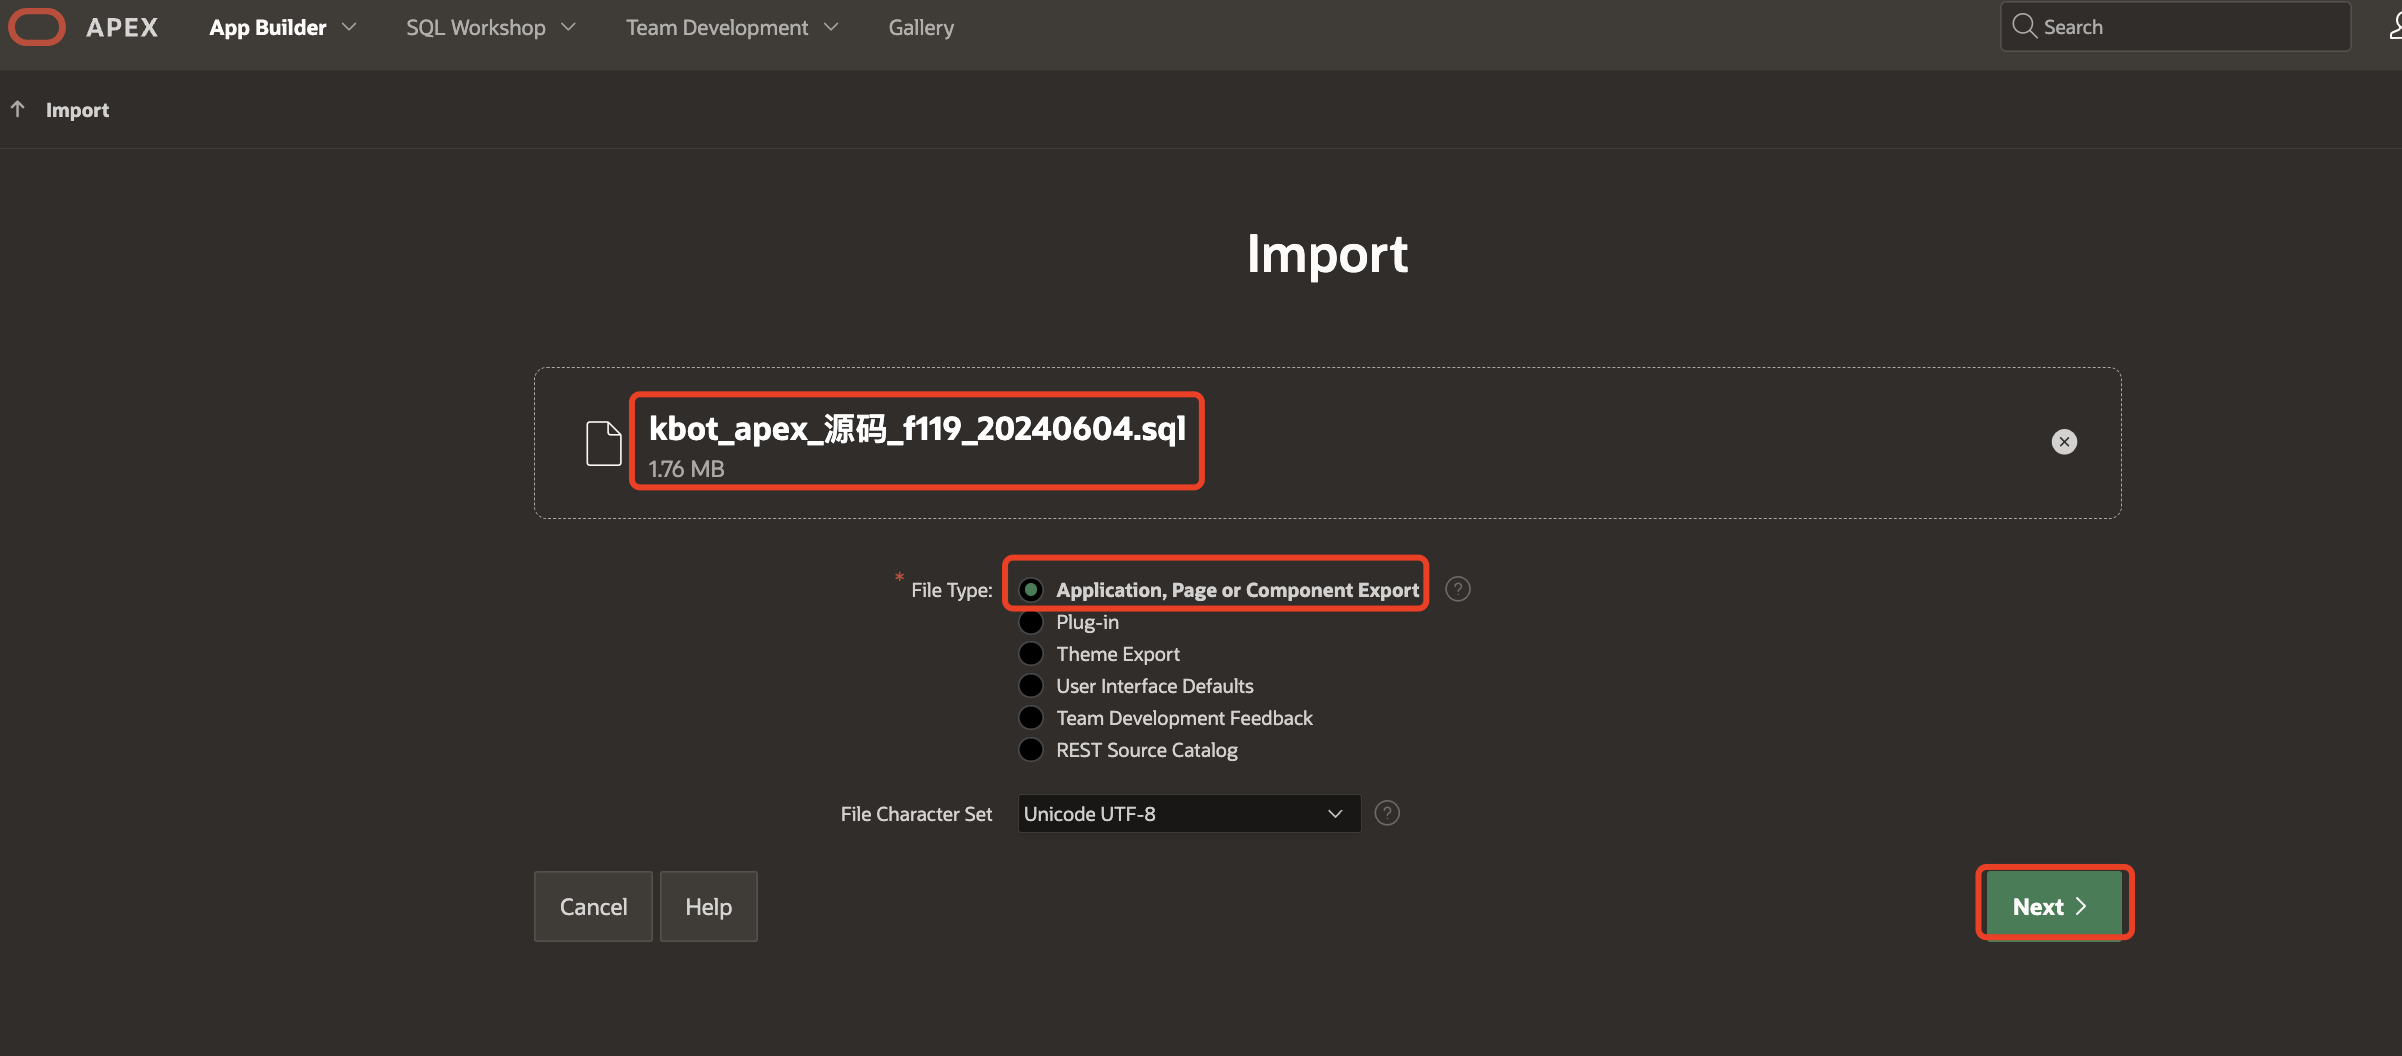 APEX App Builder SQL Workshop Team Development Gallery Search
Import
Import
kbot_apex_源码_f119_20240604.sql
1.76 MB
* File Type: Application, Page or Component Export ?
Plug-in
Theme Export
User Interface Defaults
Team Development Feedback
REST Source Catalog
File Character Set Unicode UTF-8 ?
Cancel Help Next